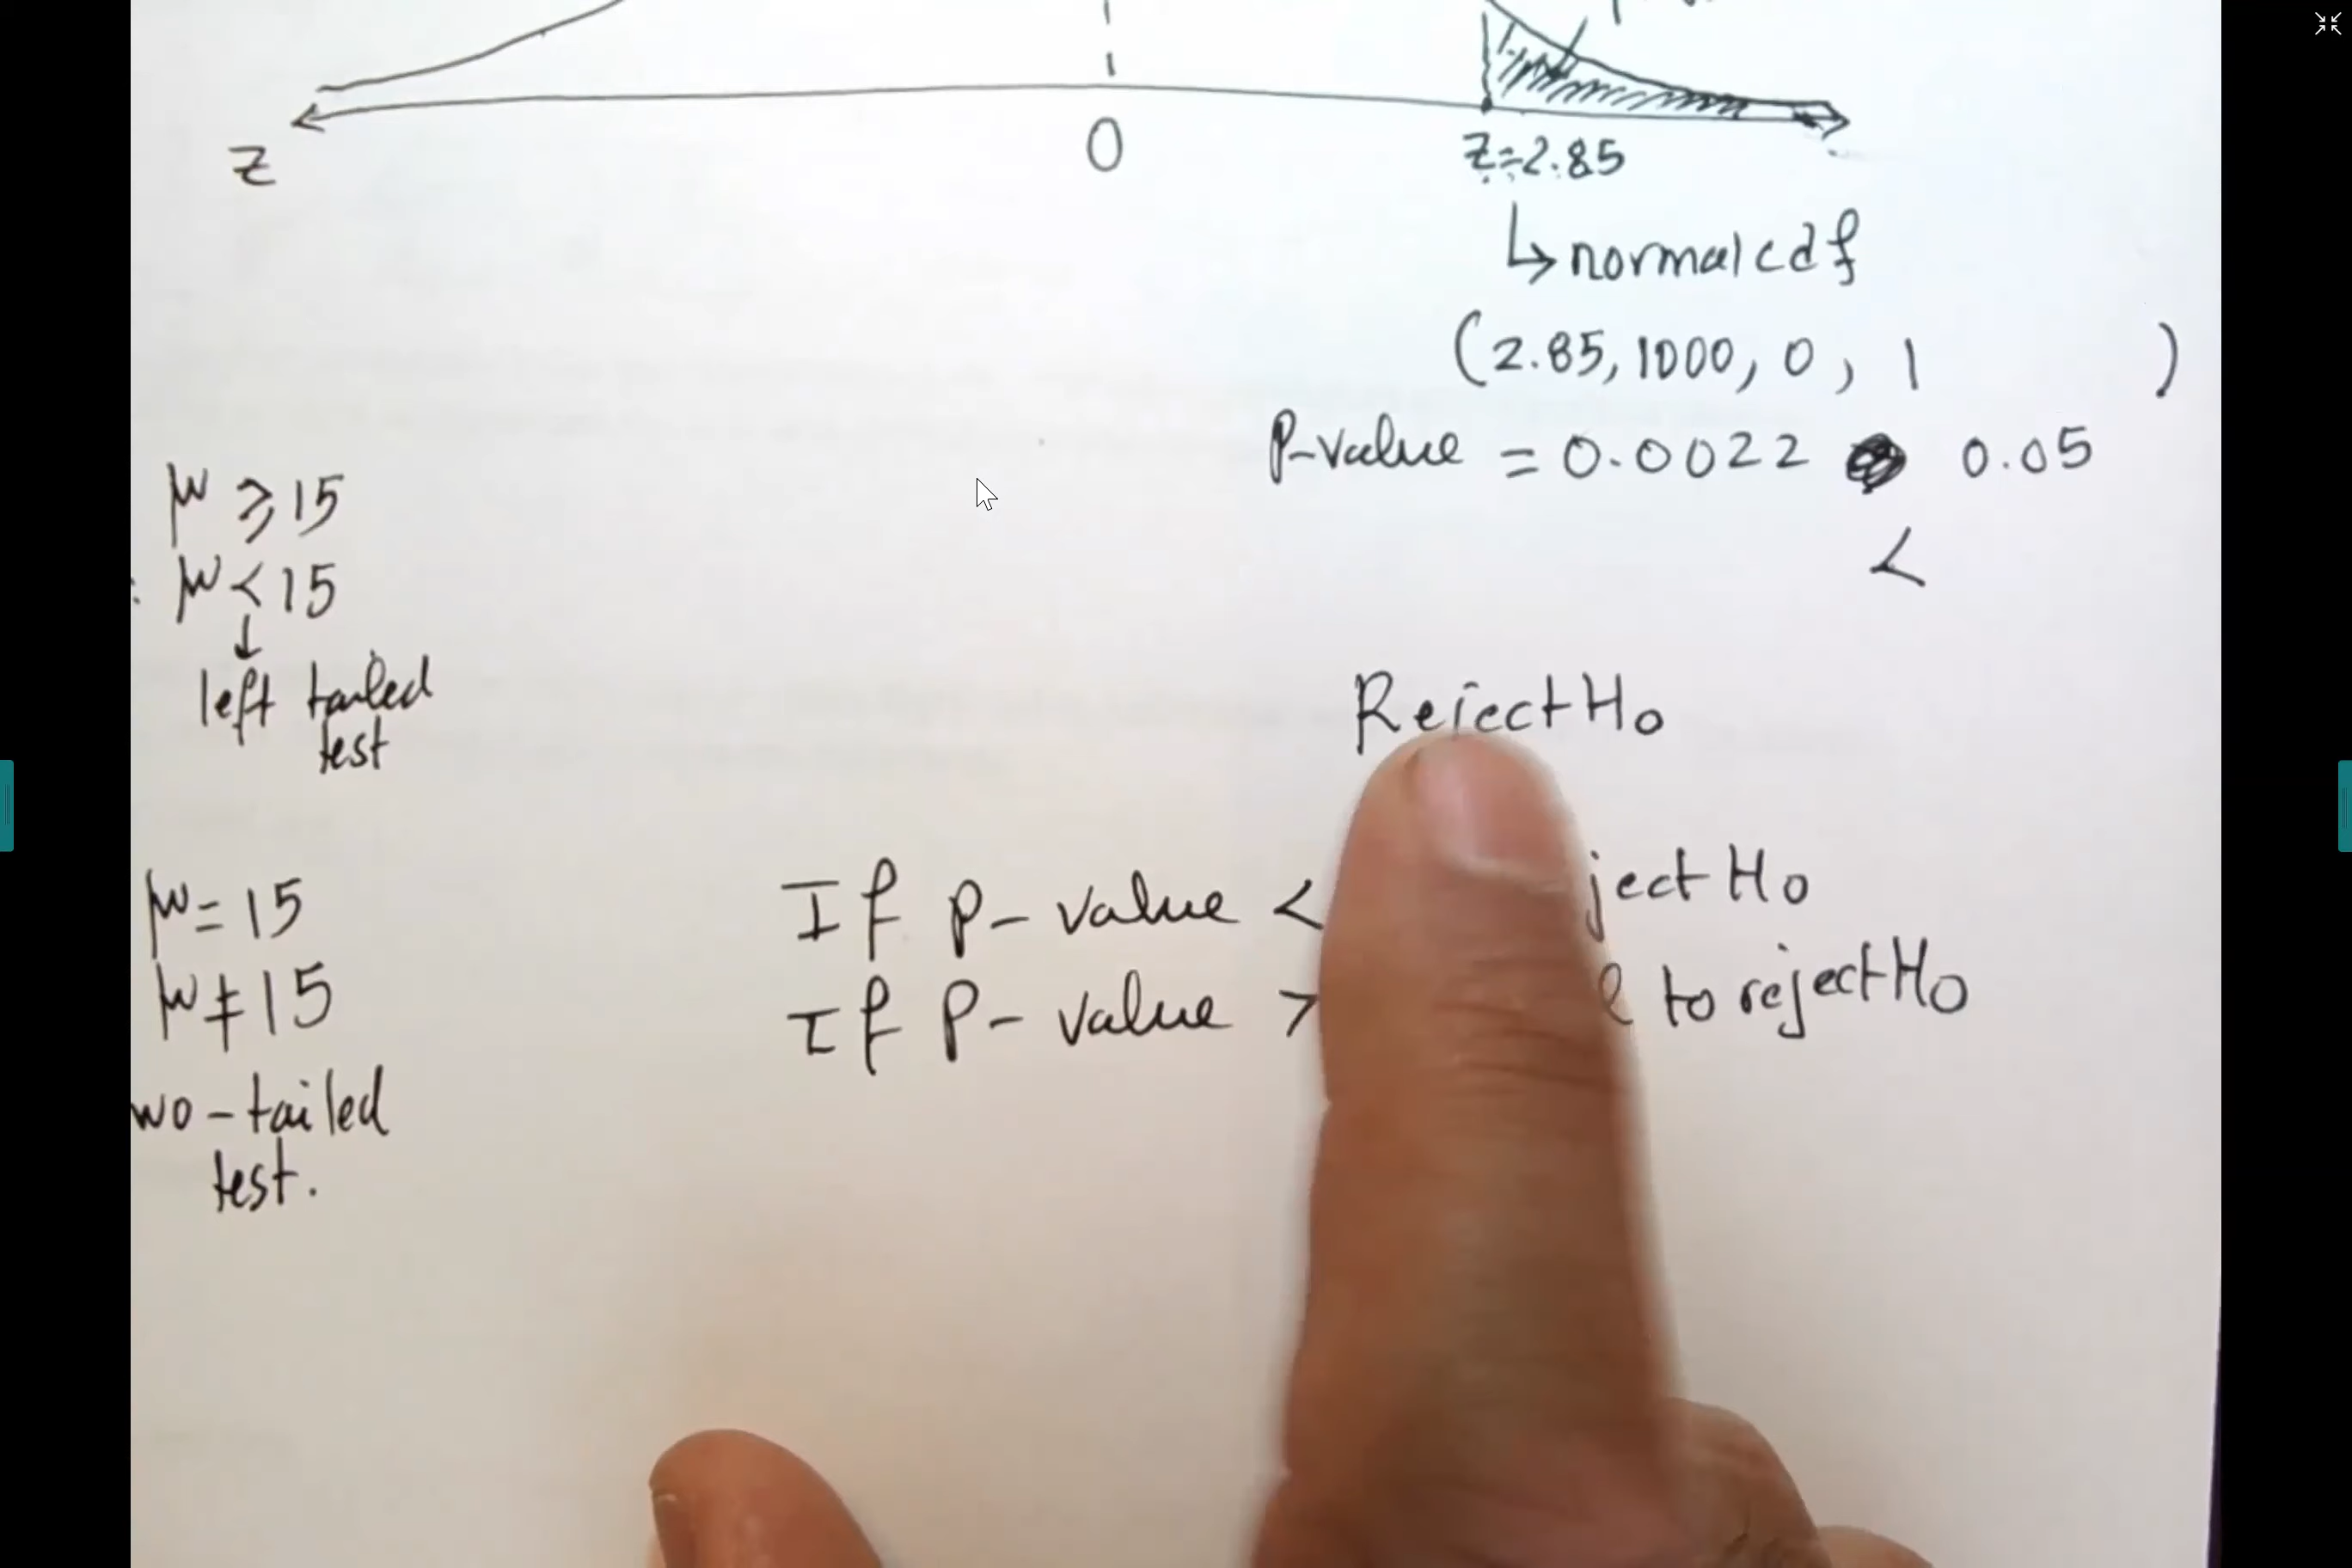 Z
0
Z=2.85
↳ normalcdf
(2.85, 1000, 0, 1 )
P-value = 0.0022 0.05
<
μ ≥ 15
: μ < 15
↓
left tailed
test
Reject H₀
μ = 15
μ ≠ 15
wo-tailed
test.
If P-value < ject H₀
If P-value > l to reject H₀